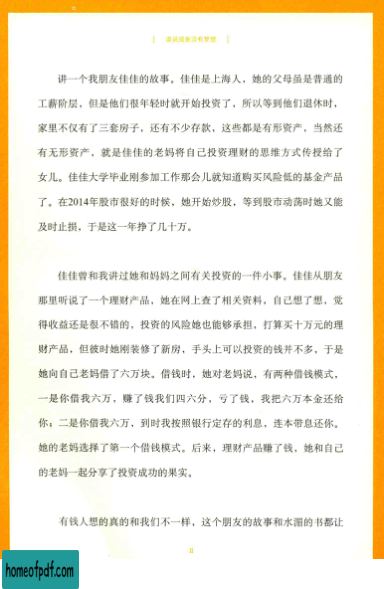 谁说商家没有梦想
讲一个我朋友佳佳的故事。佳佳是上海人，她的父母虽是普通的
工薪阶层，但是他们很年轻时就开始投资了，所以等到他们退休时，
家里不仅有了三套房子，还有不少存款，这些都是有形资产，当然还
有无形资产，就是佳佳的老妈将自己投资理财的思维方式传授给了
女儿。佳佳大学毕业刚参加工作那会儿就知道购买风险低的基金产品
了。在2014年股市很好的时候，她开始炒股，等到股市动荡时她又能
及时止损，于是这一年挣了几十万。
佳佳曾和我讲过她和妈妈之间有关投资的一件小事。佳佳从朋友
那里听说了一个理财产品，她在网上查了相关资料，自己想了想，觉
得收益还是很不错的，投资的风险她也能够承担，打算买十万元的理
财产品，但彼时她刚装修了新房，手头上可以投资的钱并不多，于是
她向自己老妈借了六万块。借钱时，她对老妈说，有两种借钱模式，
一是你借我六万，赚了钱我们四六分，亏了钱，我把六万本金还给
你；二是你借我六万，到时我按照银行定存的利息，连本带息还你。
她的老妈选择了第一个借钱模式。后来，理财产品赚了钱，她和自己
的老妈一起分享了投资成功的果实。
有钱人想的真的和我们不一样，这个朋友的故事和水湄的书都让
II
homeofpdf.com